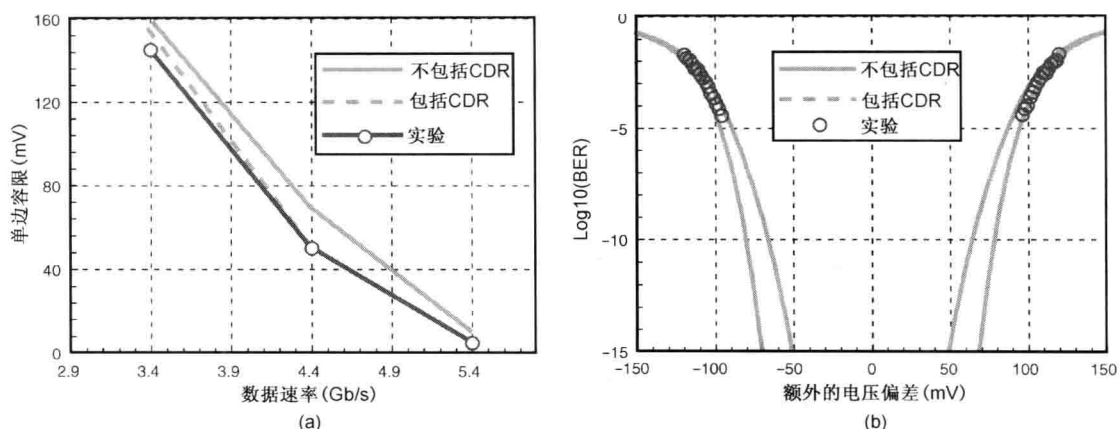 160
120
80
40
0
单边容限(mV)
不包括CDR
包括CDR
实验
2.9
3.4
3.9
4.4
4.9
5.4
数据速率(Gb/s)
(a)
0
-5
-10
-15
Log10(BER)
不包括CDR
包括CDR
实验
-150
-100
-50
0
50
100
150
额外的电压偏差(mV)
(b)